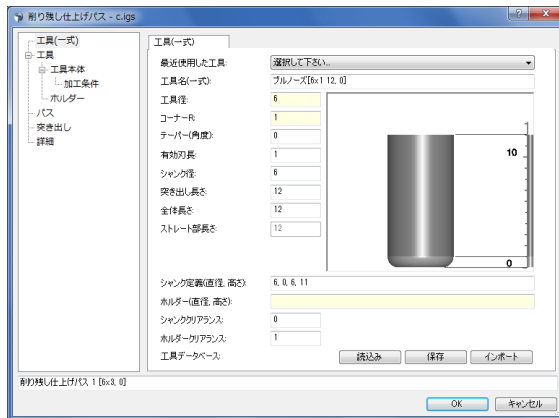 削り残し仕上げパス - c.igs
工具(一式)
工具
工具本体
加工条件
ホルダー
パス
突き出し
詳細
工具(一式)
最近使用した工具: 選択して下さい...
工具名(一式): ブルノーズ[6x1 12, 0]
工具径: 6
コーナーR: 1
テーパー(角度): 0
有効刃長: 1
シャンク径: 6
突き出し長さ: 12
全体長さ: 12
ストレート部長さ: 12
10
0
シャンク定義(直径, 高さ): 6, 0, 6, 11
ホルダー(直径, 高さ):
シャンククリアランス: 0
ホルダークリアランス: 1
工具データベース: 読込み 保存 インポート
削り残し仕上げパス 1 [6x3, 0]
OK キャンセル